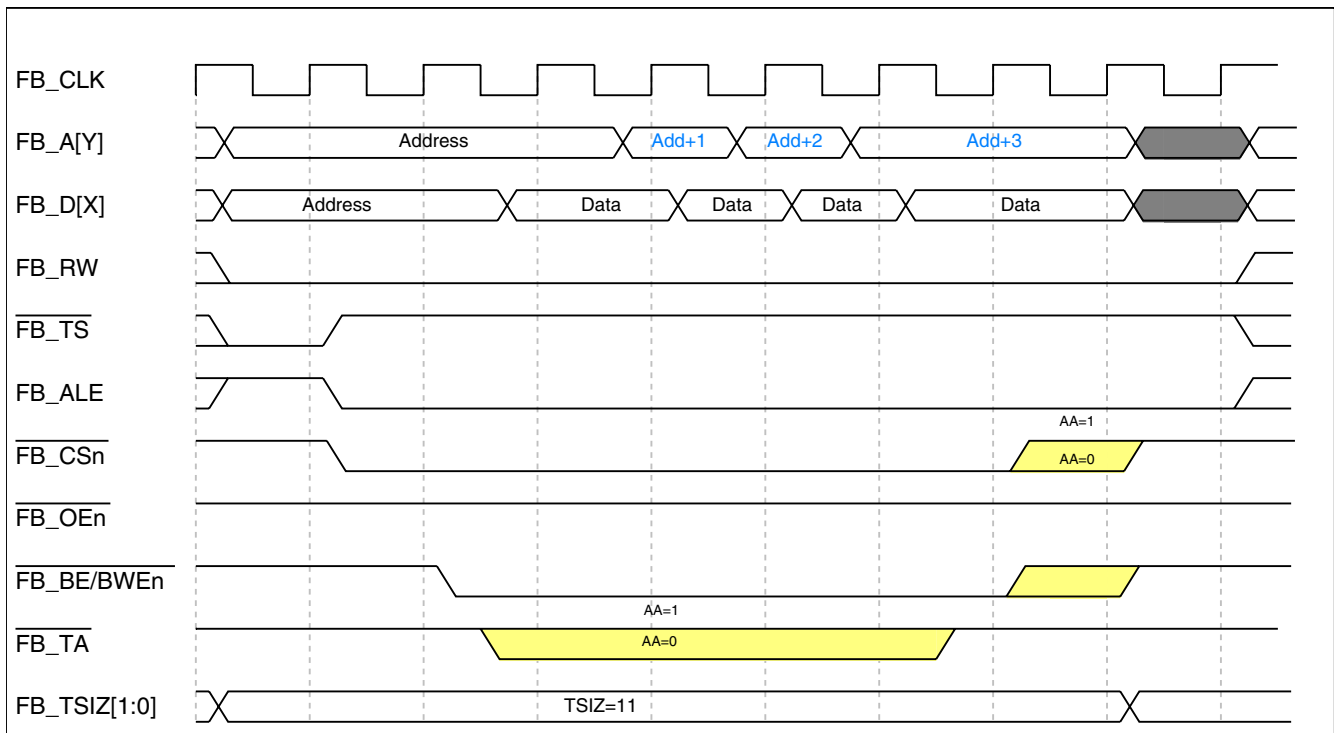 FB_CLK
FB_A[Y] Address Add+1 Add+2 Add+3
FB_D[X] Address Data Data Data Data
FB_RW
FB_TS
FB_ALE
AA=1
FB_CSn AA=0
FB_OEn
FB_BE/BWEn
AA=1
FB_TA AA=0
FB_TSIZ[1:0] TSIZ=11